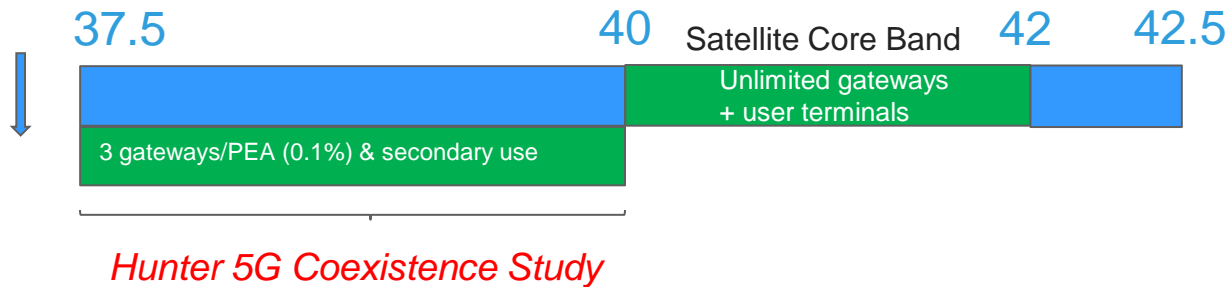 37.5
40
Satellite Core Band
42
42.5
Unlimited gateways
+ user terminals
3 gateways/PEA (0.1%) & secondary use
Hunter 5G Coexistence Study